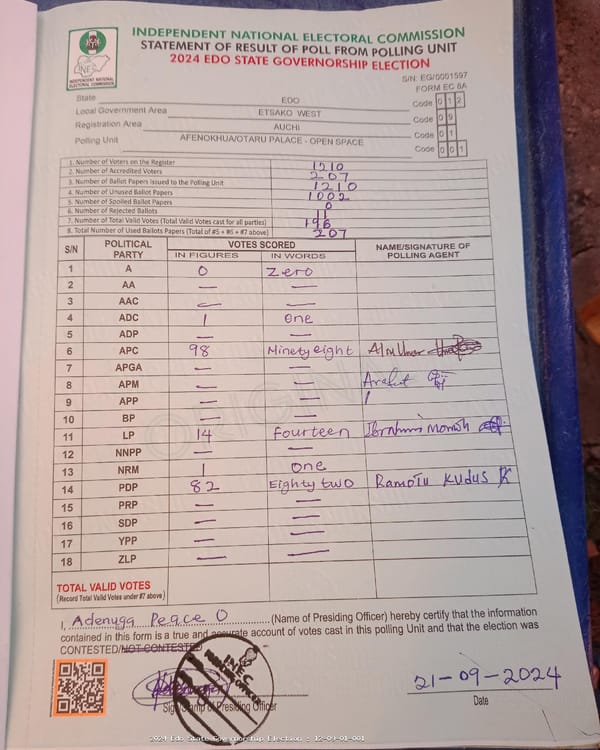 INDEPENDENT NATIONAL ELECTORAL COMMISSION
STATEMENT OF RESULT OF POLL FROM POLLING UNIT
2024 EDO STATE GOVERNORSHIP ELECTION
INEC
INDEPENDENT NATIONAL ELECTORAL COMMISSION
S/N: EG/0001597
FORM EC 8A
State EDO Code 0 1 2
Local Government Area ETSAKO WEST Code 0 9
Registration Area AUCHI Code 0 1
Polling Unit AFENOKHUA/OTARU PALACE - OPEN SPACE Code 0 0 1
1. Number of Voters on the Register 1210
2. Number of Accredited Voters 207
3. Number of Ballot Papers Issued to the Polling Unit 1210
4. Number of Unused Ballot Papers 1002
5. Number of Spoiled Ballot Papers 0
6. Number of Rejected Ballots 11
7. Number of Total Valid Votes (Total Valid Votes cast for all parties) 196
8. Total Number of Used Ballots Papers (Total of #5 + #6 + #7 above) 207
S/N POLITICAL PARTY VOTES SCORED NAME/SIGNATURE OF POLLING AGENT
IN FIGURES IN WORDS
1 A 0 Zero
2 AA — —
3 AAC — —
4 ADC 1 One
5 ADP — —
6 APC 98 Ninety eight
7 APGA — —
8 APM — — Arafat
9 APP — —
10 BP — —
11 LP 14 Fourteen Ibrahim Momoh
12 NNPP — —
13 NRM 1 One
14 PDP 82 Eighty two Ramotu Kudus
15 PRP — —
16 SDP — —
17 YPP — —
18 ZLP — —
TOTAL VALID VOTES
(Record Total Valid Votes under #7 above)
I, Adenuga Peace O (Name of Presiding Officer) hereby certify that the information
contained in this form is a true and accurate account of votes cast in this polling Unit and that the election was
CONTESTED/NOT CONTESTED
INEC
Sign/Stamp of Presiding Officer
21-09-2024
Date
2024 Edo State Governorship Election : 12-09-01-001